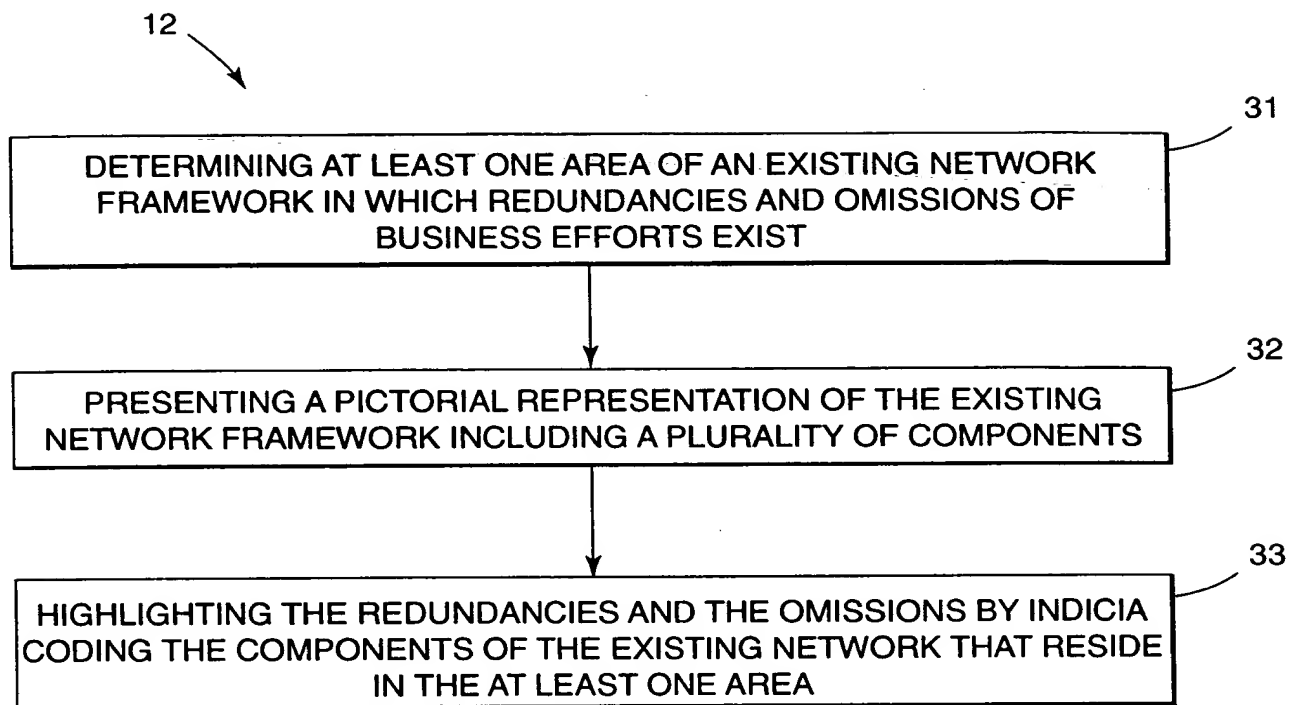 12
31
DETERMINING AT LEAST ONE AREA OF AN EXISTING NETWORK
FRAMEWORK IN WHICH REDUNDANCIES AND OMISSIONS OF
BUSINESS EFFORTS EXIST
32
PRESENTING A PICTORIAL REPRESENTATION OF THE EXISTING
NETWORK FRAMEWORK INCLUDING A PLURALITY OF COMPONENTS
33
HIGHLIGHTING THE REDUNDANCIES AND THE OMISSIONS BY INDICIA
CODING THE COMPONENTS OF THE EXISTING NETWORK THAT RESIDE
IN THE AT LEAST ONE AREA